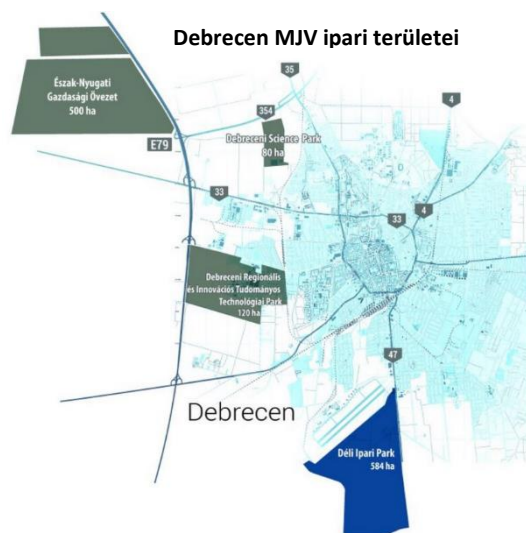 Debrecen MJV ipari területei
35
4
Észak-Nyugati
Gazdasági Övezet
500 ha
354
E79
Debreceni Science Park
80 ha
33
33
4
Debreceni Regionális
és Innovációs Tudományos
Technológiai Park
120 ha
47
Debrecen
Déli Ipari Park
584 ha